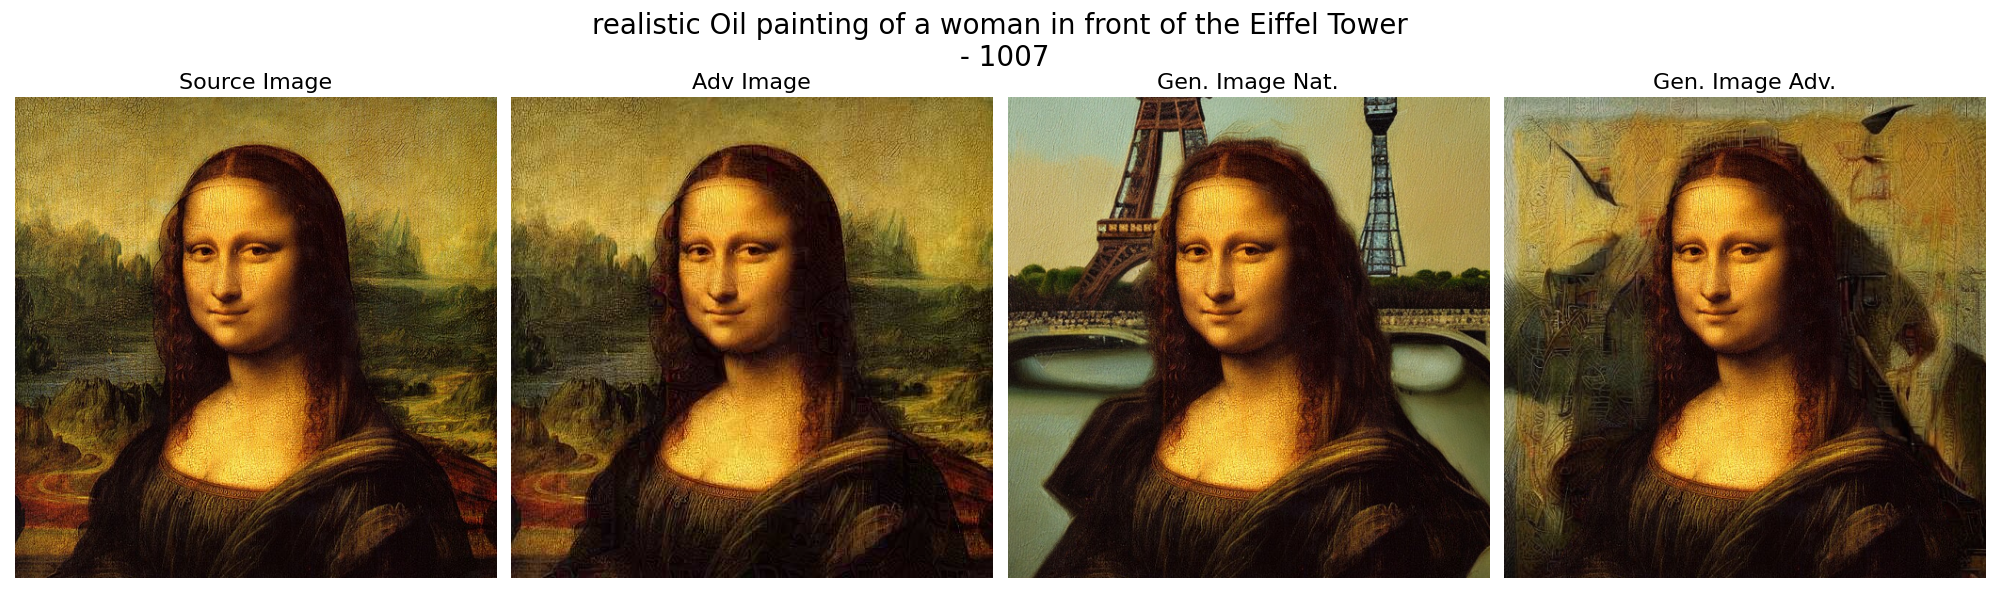 realistic Oil painting of a woman in front of the Eiffel Tower
- 1007
Source Image
Adv Image
Gen. Image Nat.
Gen. Image Adv.